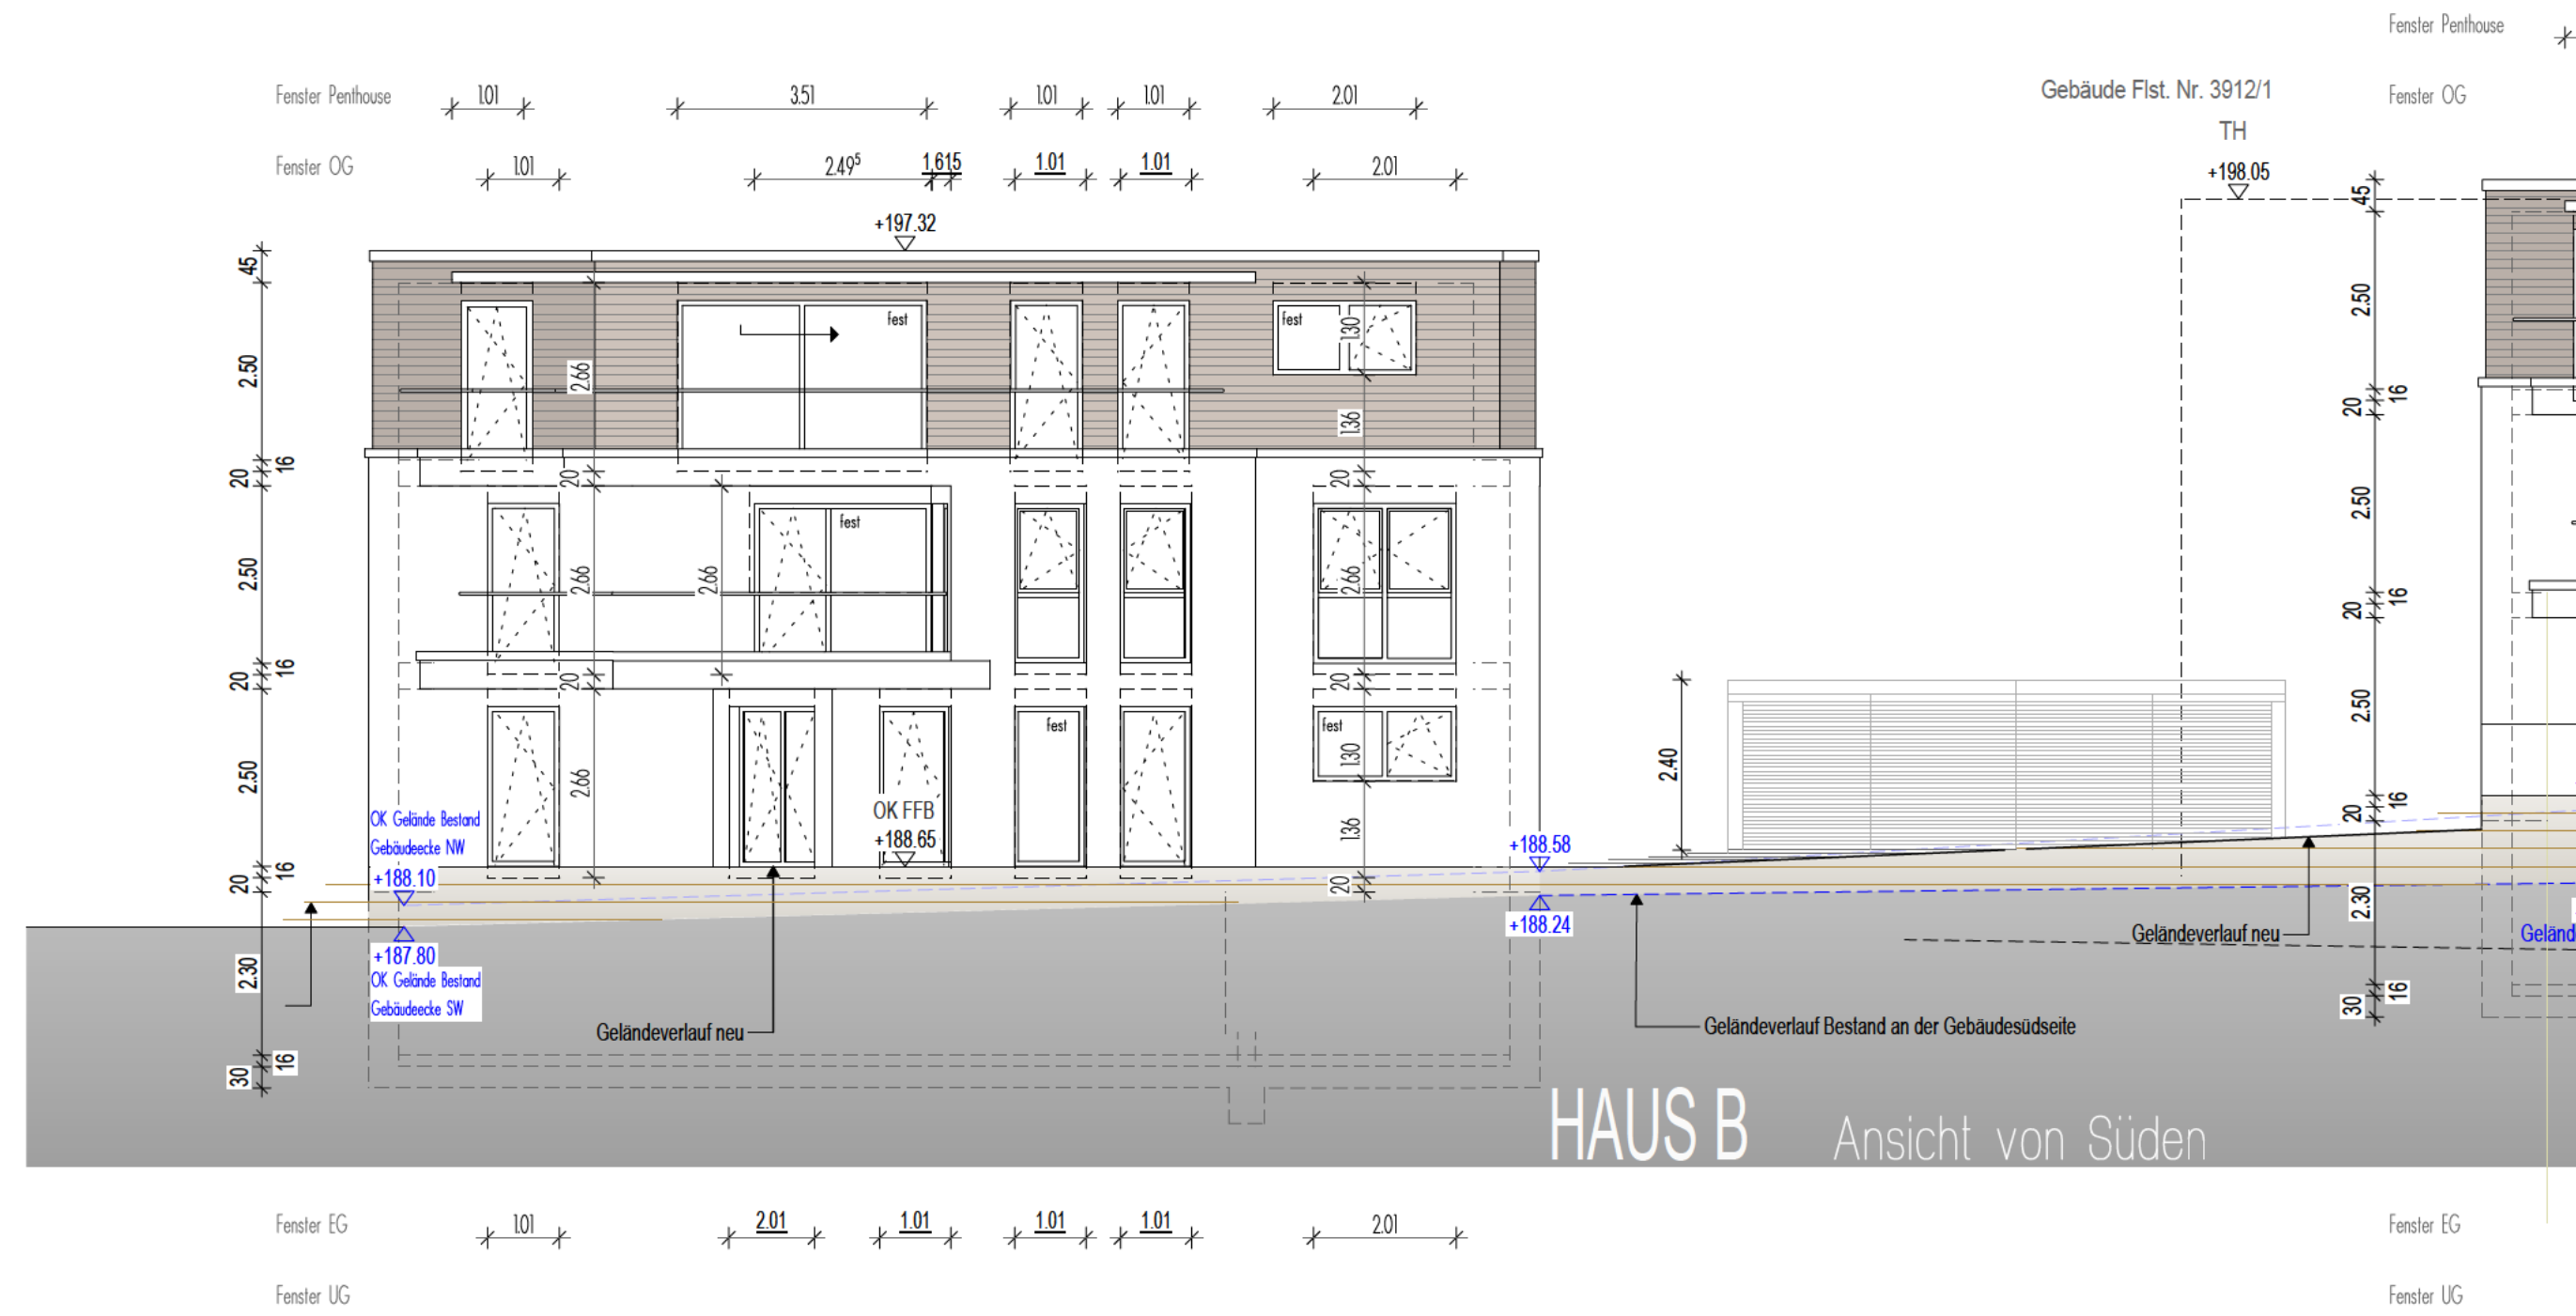 Fenster Penthouse
Fenster Penthouse 1.01 3.51 1.01 1.01 2.01
Gebäude Flst. Nr. 3912/1
Fenster OG
TH
Fenster OG 1.01 2.49⁵ 1.615 1.01 1.01 2.01
+198.05
+197.32
45
45
fest
fest
1.30
2.50
2.50
2.66
1.36
20
16
20
16
20
20
fest
2.50
2.50
2.66
2.66
2.66
20
16
20
16
20
20
fest
fest
1.30
2.50
2.50
2.40
2.66
OK FFB
+188.65
1.36
OK Gelände Bestand
Gebäudeecke NW
+188.10
+188.58
20
16
20
16
20
+188.24
+187.80
OK Gelände Bestand
Gebäudeecke SW
2.30
2.30
Geländeverlauf neu
Geländ
Geländeverlauf neu
Geländeverlauf Bestand an der Gebäudesüdseite
30
16
30
16
HAUS B Ansicht von Süden
Fenster EG 1.01 2.01 1.01 1.01 1.01 2.01
Fenster EG
Fenster UG
Fenster UG